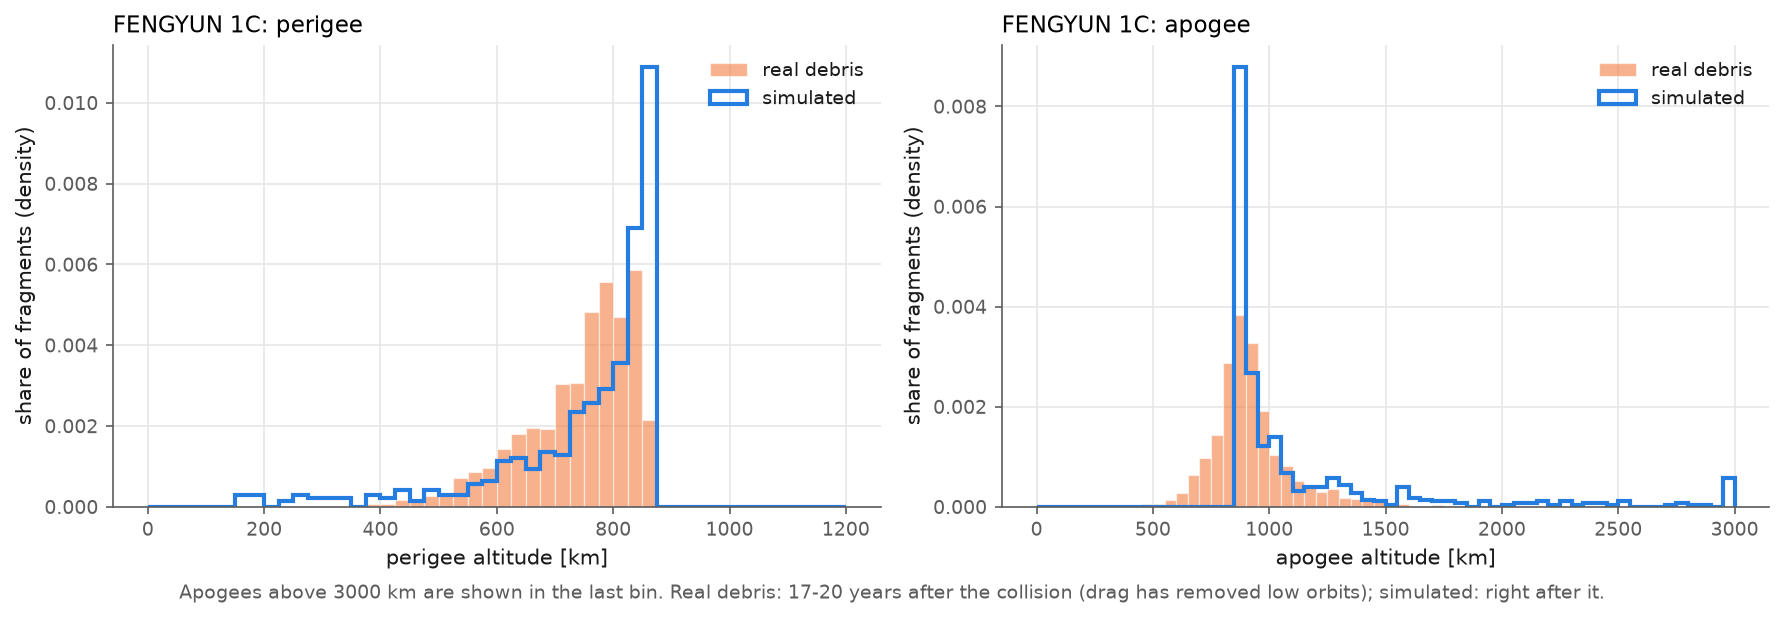 FENGYUN 1C: perigee
real debris
simulated
share of fragments (density)
0.010
0.008
0.006
0.004
0.002
0.000
0
200
400
600
800
1000
1200
perigee altitude [km]
FENGYUN 1C: apogee
real debris
simulated
share of fragments (density)
0.008
0.006
0.004
0.002
0.000
0
500
1000
1500
2000
2500
3000
apogee altitude [km]
Apogees above 3000 km are shown in the last bin. Real debris: 17-20 years after the collision (drag has removed low orbits); simulated: right after it.